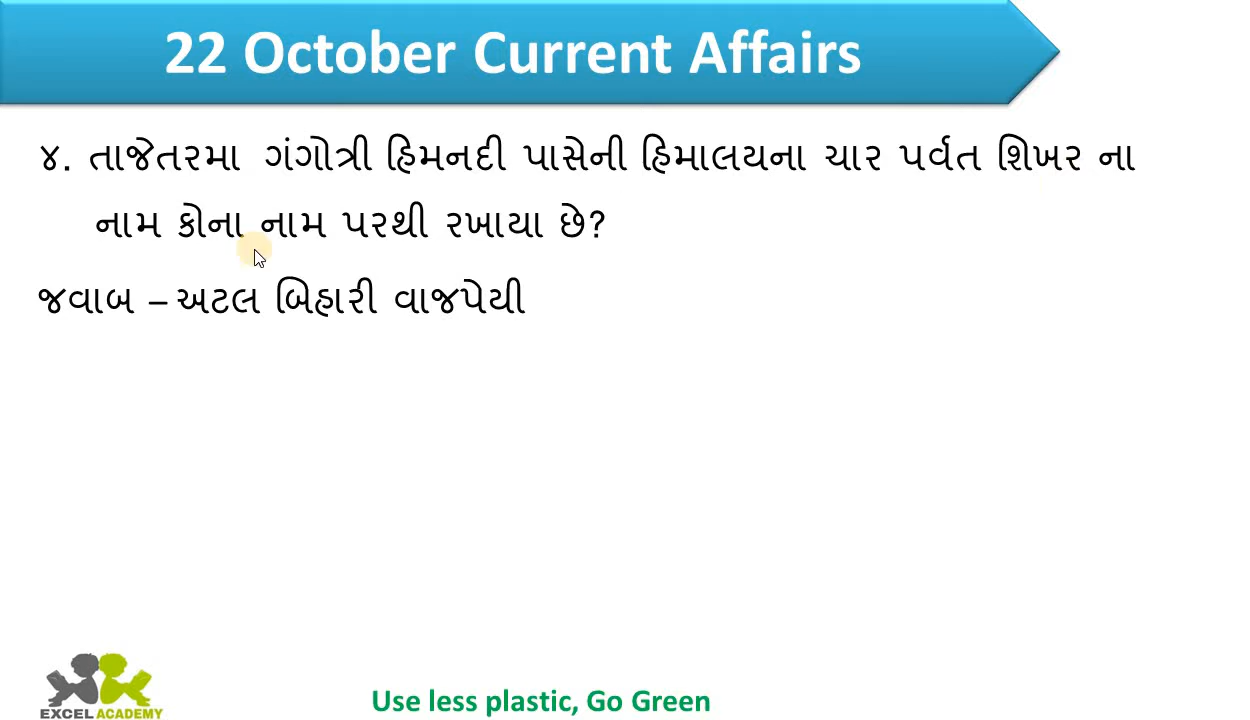 22 October Current Affairs
૪. તાજેતરમા ગંગોત્રી હિમનદી પાસેની હિમાલયના ચાર પર્વત શિખર ના
નામ કોના નામ પરથી રખાયા છે?
જવાબ – અટલ બિહારી વાજપેયી
EXCEL ACADEMY
Use less plastic, Go Green